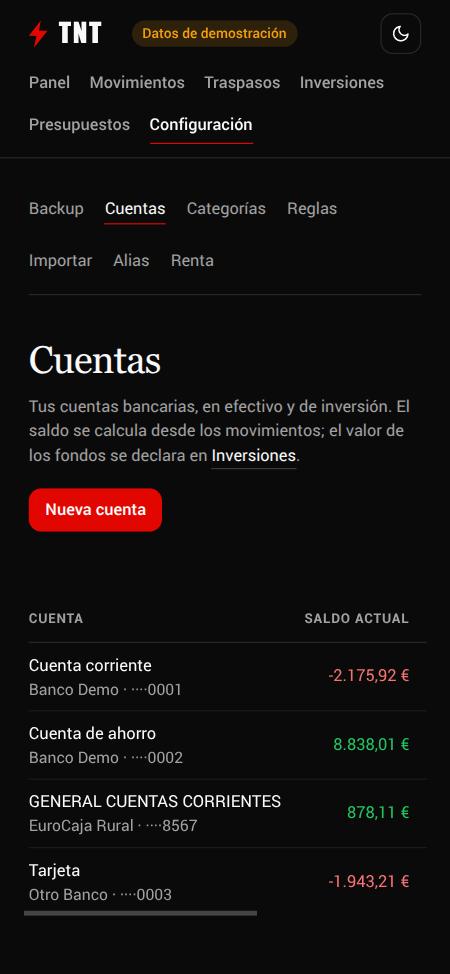 TNT
Datos de demostración
Panel Movimientos Traspasos Inversiones
Presupuestos Configuración
Backup Cuentas Categorías Reglas
Importar Alias Renta
Cuentas
Tus cuentas bancarias, en efectivo y de inversión. El
saldo se calcula desde los movimientos; el valor de
los fondos se declara en Inversiones.
Nueva cuenta
CUENTA SALDO ACTUAL
Cuenta corriente
Banco Demo · ····0001
-2.175,92 €
Cuenta de ahorro
Banco Demo · ····0002
8.838,01 €
GENERAL CUENTAS CORRIENTES
EuroCaja Rural · ····8567
878,11 €
Tarjeta
Otro Banco · ····0003
-1.943,21 €